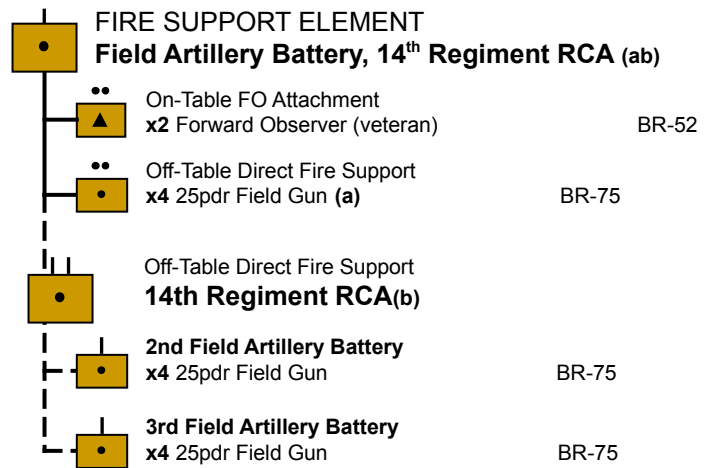 FIRE SUPPORT ELEMENT
Field Artillery Battery, 14th Regiment RCA (ab)
On-Table FO Attachment
x2 Forward Observer (veteran) BR-52
Off-Table Direct Fire Support
x4 25pdr Field Gun (a) BR-75
Off-Table Direct Fire Support
14th Regiment RCA(b)
2nd Field Artillery Battery
x4 25pdr Field Gun BR-75
3rd Field Artillery Battery
x4 25pdr Field Gun BR-75